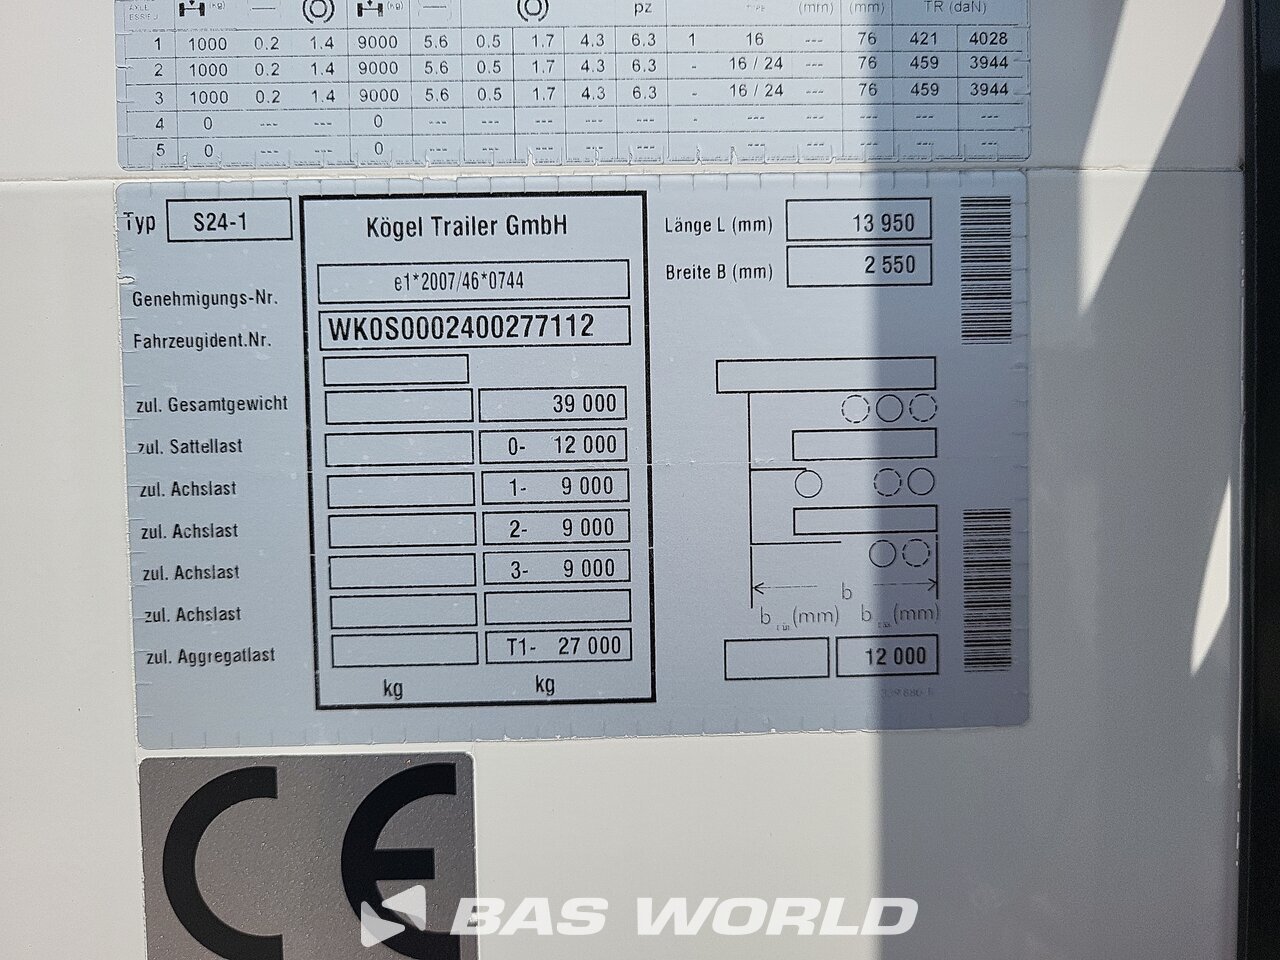 (kg) (kg) pz (mm) (mm) TR (daN)
1 1000 0.2 1.4 9000 5.6 0.5 1.7 4.3 6.3 1 16 --- 76 421 4028
2 1000 0.2 1.4 9000 5.6 0.5 1.7 4.3 6.3 - 16 / 24 --- 76 459 3944
3 1000 0.2 1.4 9000 5.6 0.5 1.7 4.3 6.3 - 16 / 24 --- 76 459 3944
4 0 --- --- 0 --- --- --- --- --- - --- --- --- --- ---
5 0 --- --- 0 --- --- --- --- --- - --- --- --- --- ---
Typ S24-1 Kögel Trailer GmbH Länge L (mm) 13 950
Breite B (mm) 2 550
Genehmigungs-Nr. e1*2007/46*0744
Fahrzeugident.Nr. WK0S0002400277112
zul. Gesamtgewicht 39 000
zul. Sattellast 0- 12 000
zul. Achslast 1- 9 000
zul. Achslast 2- 9 000
zul. Achslast 3- 9 000
zul. Achslast
zul. Aggregatlast T1- 27 000
kg kg
b
b (mm) b (mm)
12 000
CE
BAS WORLD